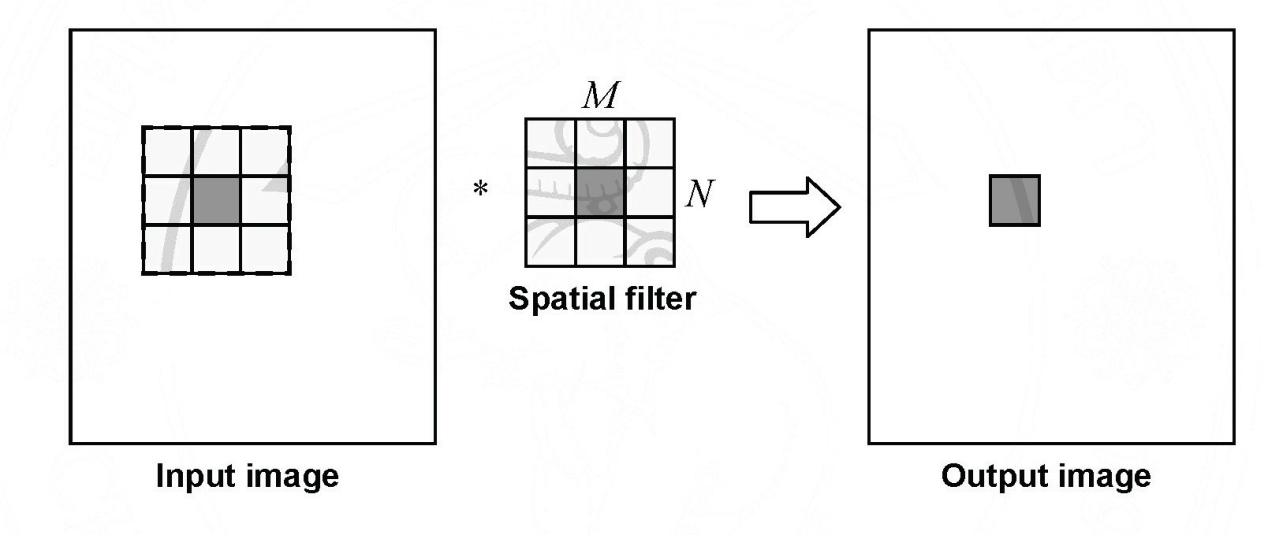 M
*
N
Spatial filter
Input image
Output image